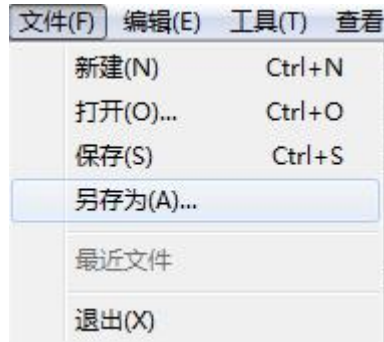 文件(F) 编辑(E) 工具(T) 查看
新建(N) Ctrl+N
打开(O)... Ctrl+O
保存(S) Ctrl+S
另存为(A)...
最近文件
退出(X)